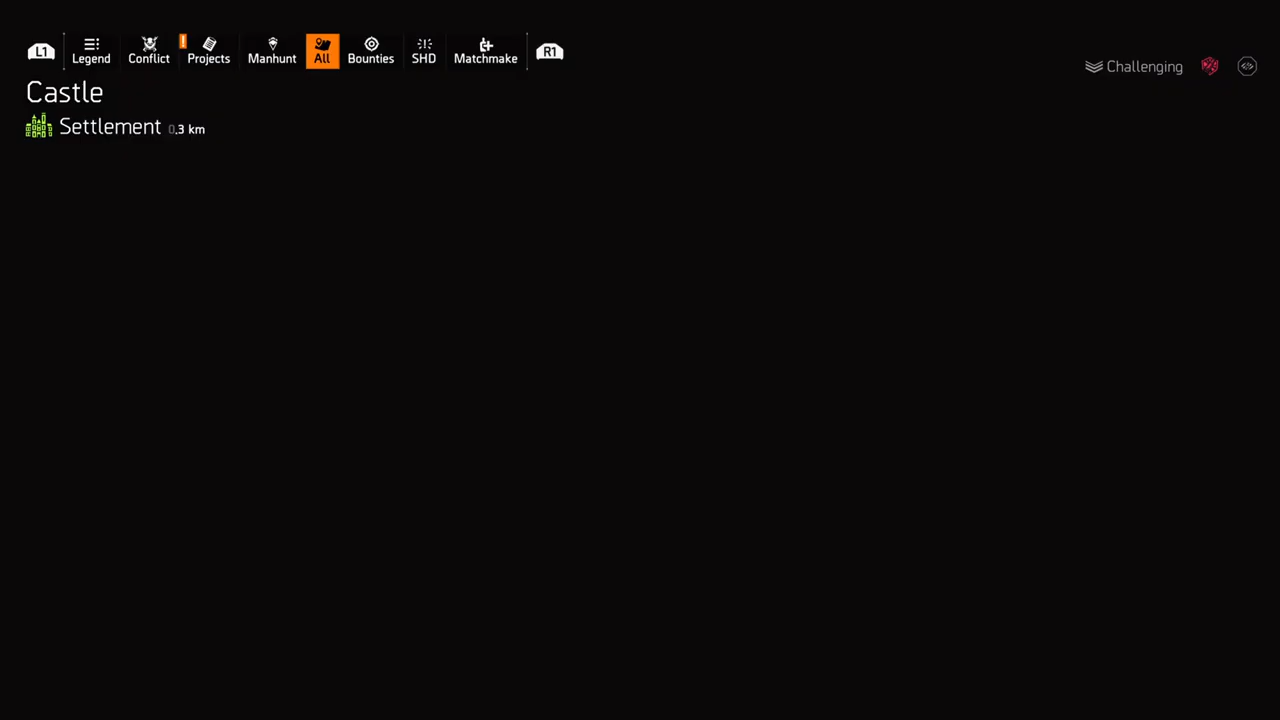 L1 Legend Conflict Projects Manhunt All Bounties SHD Matchmake R1
Challenging
Castle
Settlement 0.3 km